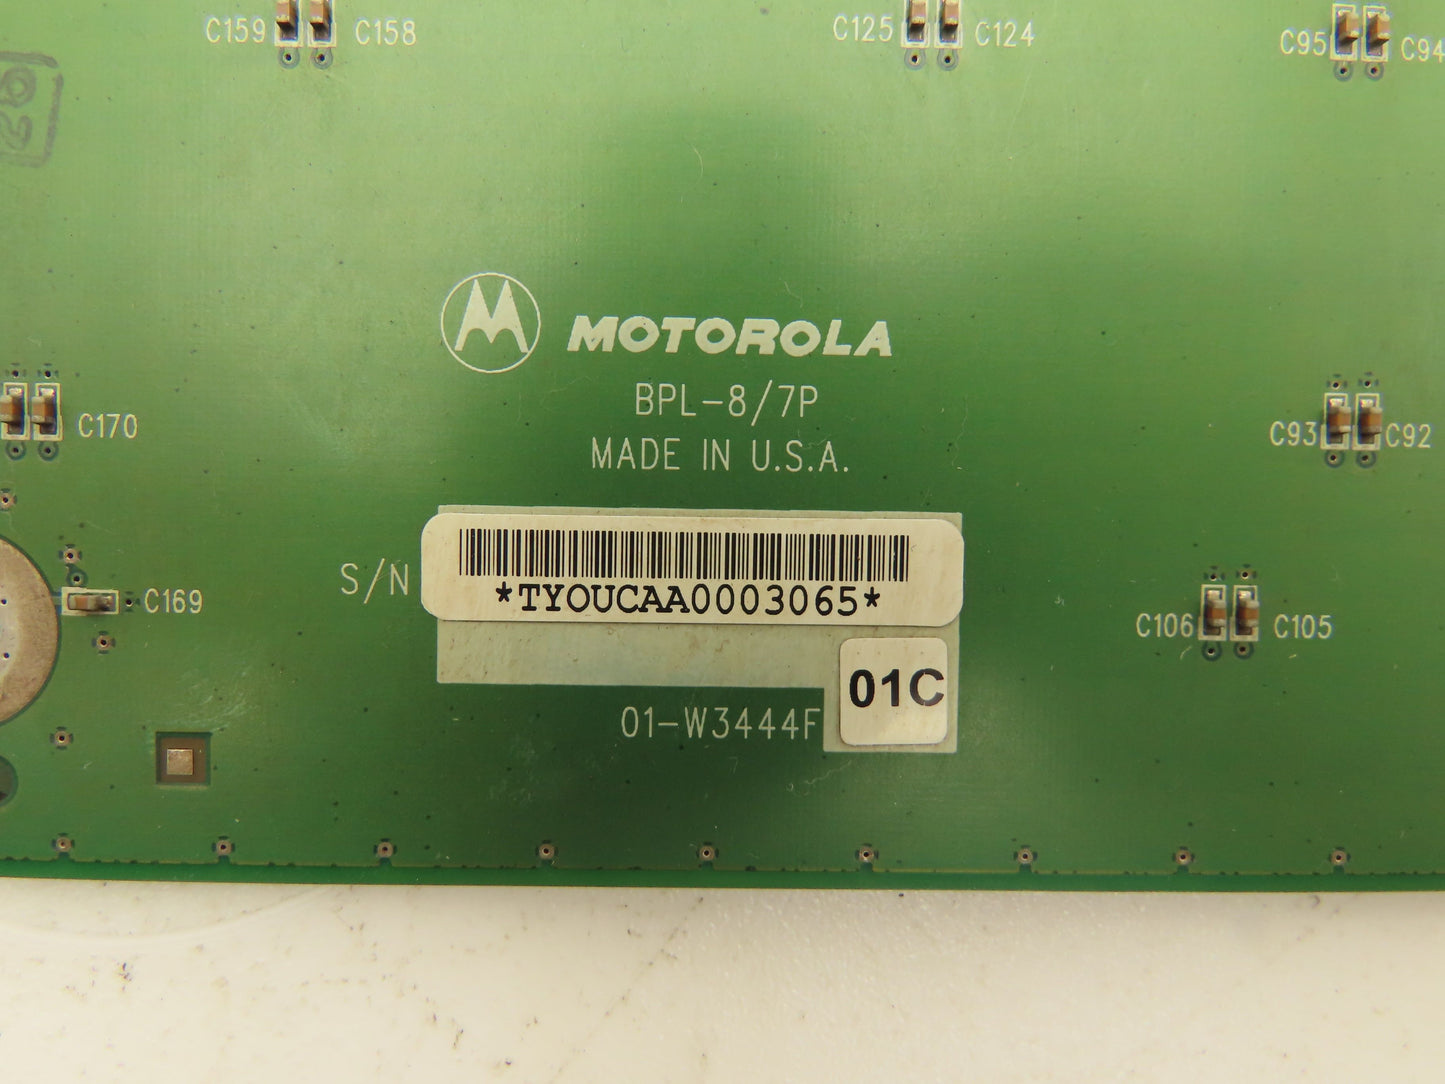 C159 C158 C125 C124 C95 C94
MOTOROLA
BPL-8/7P
MADE IN U.S.A.
C170 C93 C92
S/N *TYOUCAA0003065*
C169 C106 C105
01C
01-W3444F